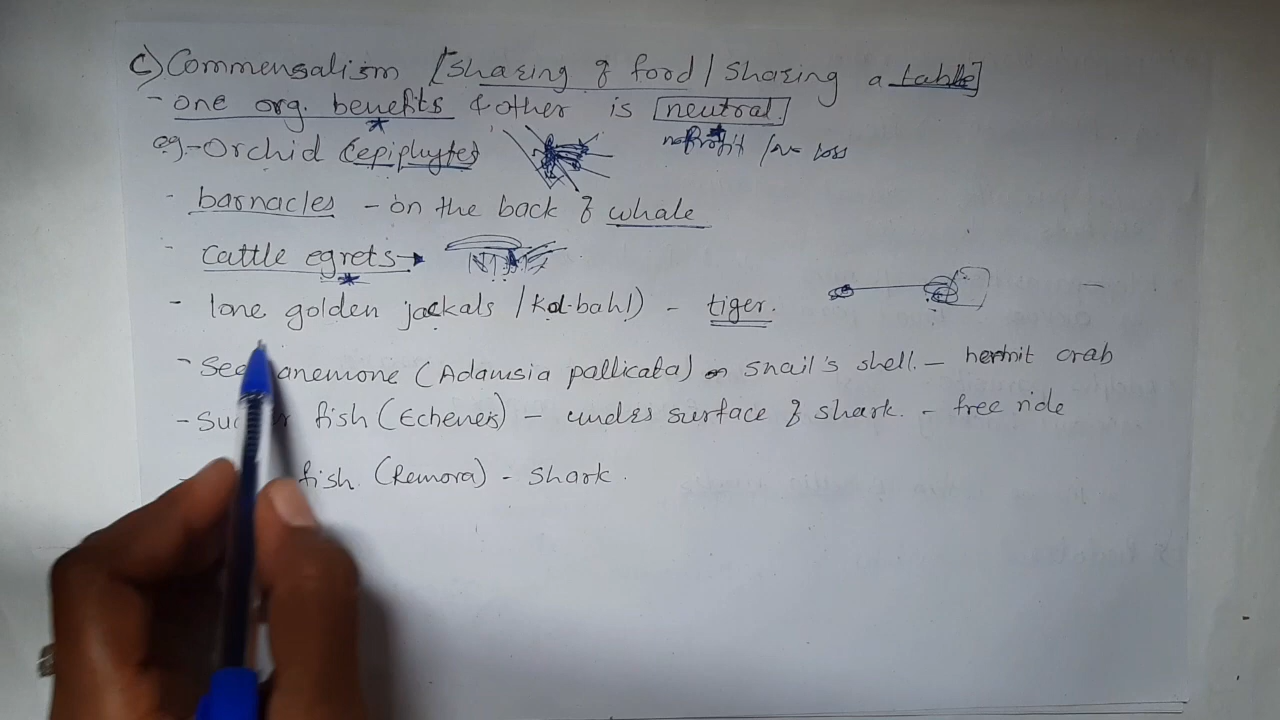 C) Commensalism [sharing of food / sharing a table]
- one org. benefits & other is neutral.
no profit / no loss
eg - Orchid (epiphyte)
- barnacles - on the back of whale
- cattle egrets →
- lone golden jackals / kol-bahl) - tiger.
- Sea anemone (Adamsia pallicata) on snail's shell. - hermit crab
- fish (Echeneis) - under surface of shark. - free ride
- fish (Remora) - shark.